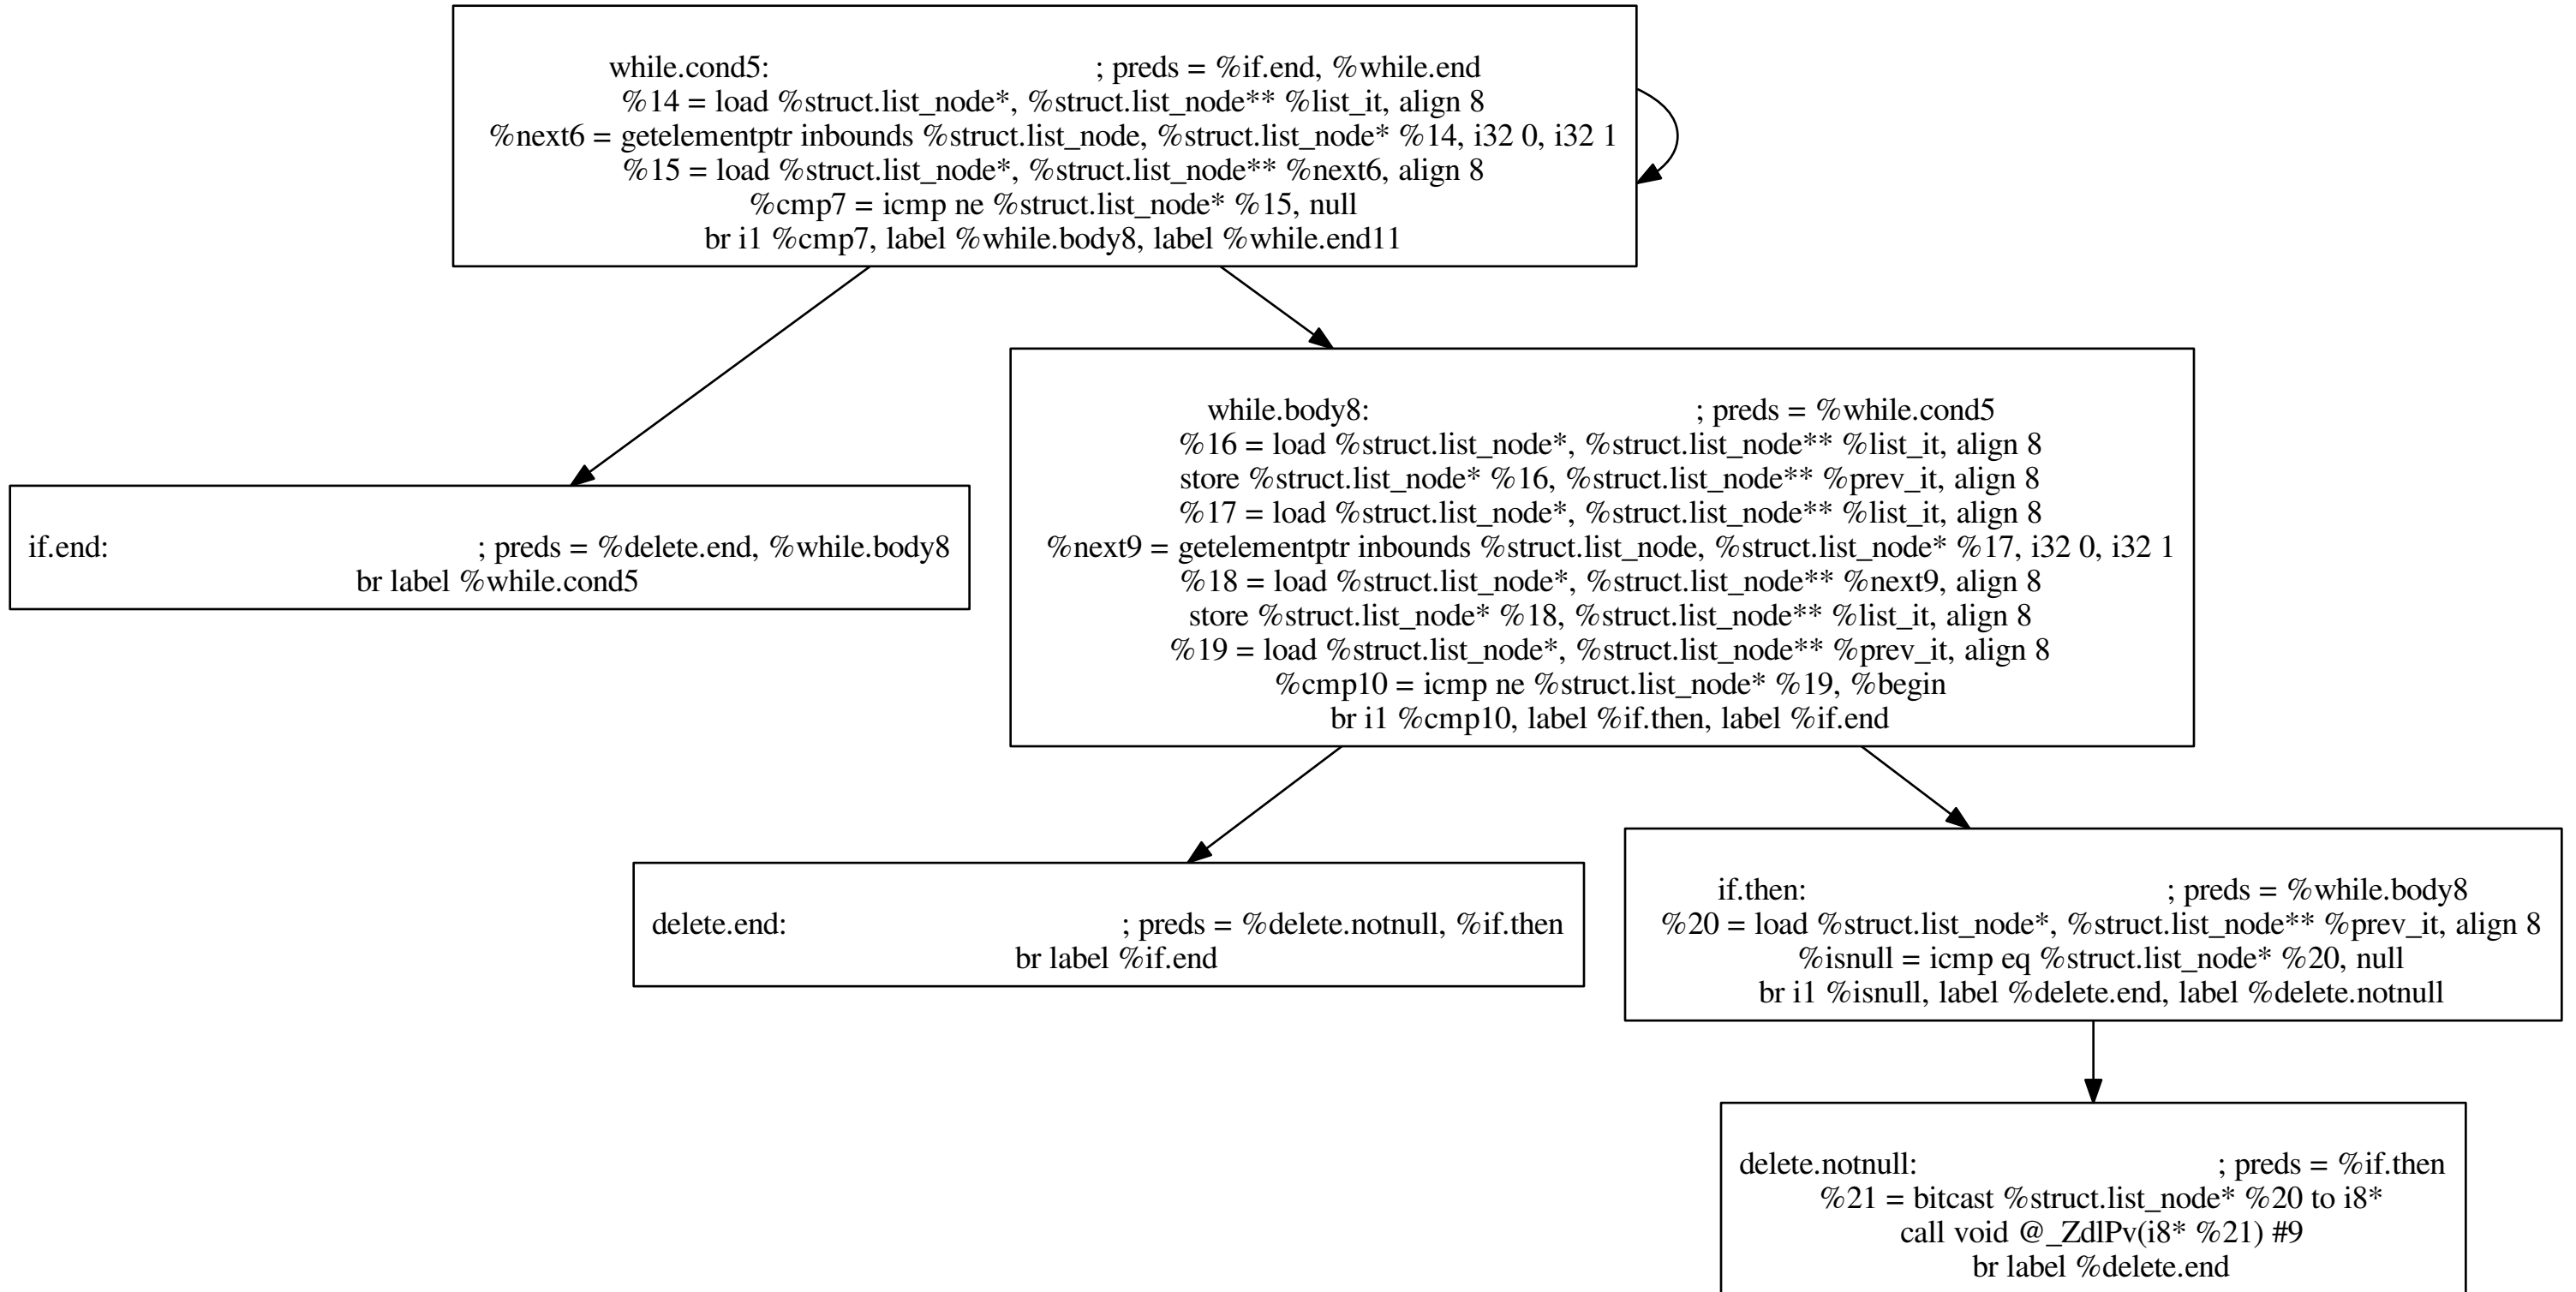 while.cond5: ; preds = %if.end, %while.end
%14 = load %struct.list_node*, %struct.list_node** %list_it, align 8
%next6 = getelementptr inbounds %struct.list_node, %struct.list_node* %14, i32 0, i32 1
%15 = load %struct.list_node*, %struct.list_node** %next6, align 8
%cmp7 = icmp ne %struct.list_node* %15, null
br i1 %cmp7, label %while.body8, label %while.end11
if.end: ; preds = %delete.end, %while.body8
br label %while.cond5
while.body8: ; preds = %while.cond5
%16 = load %struct.list_node*, %struct.list_node** %list_it, align 8
store %struct.list_node* %16, %struct.list_node** %prev_it, align 8
%17 = load %struct.list_node*, %struct.list_node** %list_it, align 8
%next9 = getelementptr inbounds %struct.list_node, %struct.list_node* %17, i32 0, i32 1
%18 = load %struct.list_node*, %struct.list_node** %next9, align 8
store %struct.list_node* %18, %struct.list_node** %list_it, align 8
%19 = load %struct.list_node*, %struct.list_node** %prev_it, align 8
%cmp10 = icmp ne %struct.list_node* %19, %begin
br i1 %cmp10, label %if.then, label %if.end
delete.end: ; preds = %delete.notnull, %if.then
br label %if.end
if.then: ; preds = %while.body8
%20 = load %struct.list_node*, %struct.list_node** %prev_it, align 8
%isnull = icmp eq %struct.list_node* %20, null
br i1 %isnull, label %delete.end, label %delete.notnull
delete.notnull: ; preds = %if.then
%21 = bitcast %struct.list_node* %20 to i8*
call void @_ZdlPv(i8* %21) #9
br label %delete.end